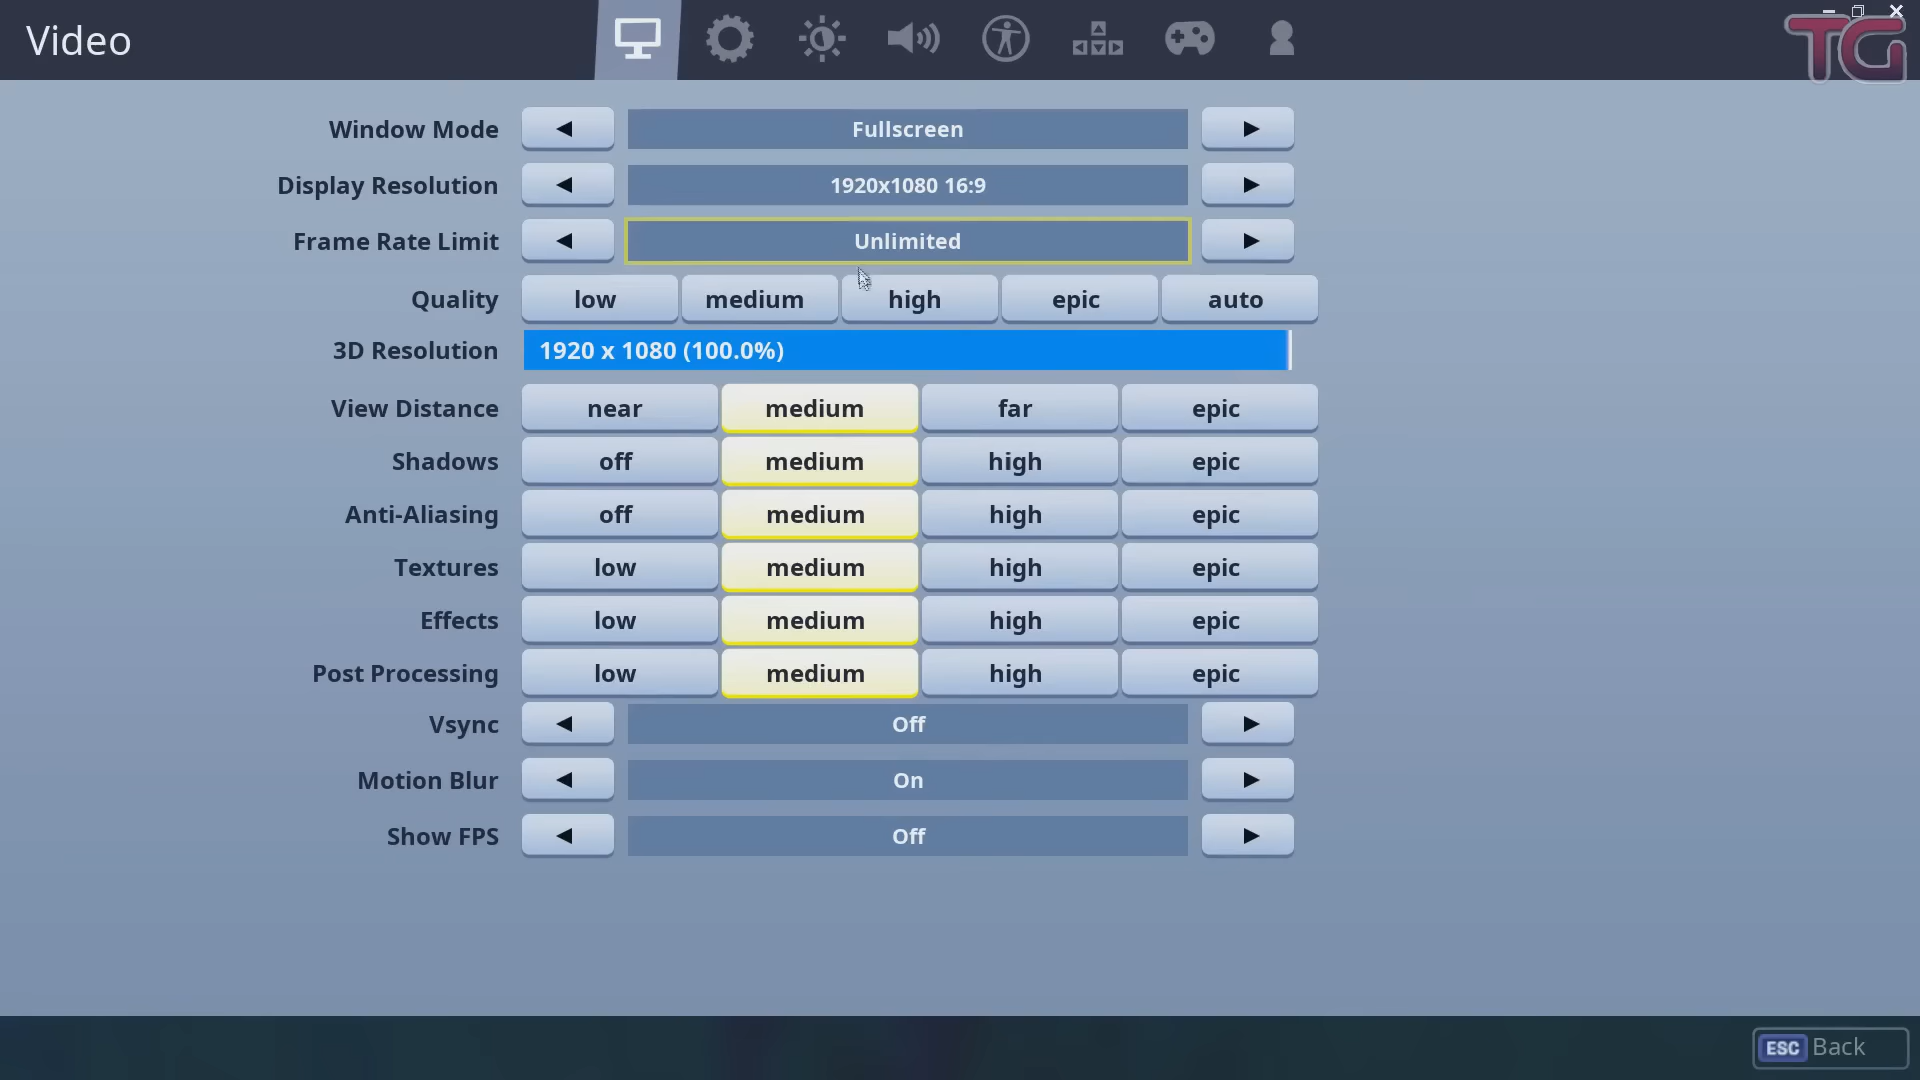 Video
TG
Window Mode Fullscreen
Display Resolution 1920x1080 16:9
Frame Rate Limit Unlimited
Quality low medium high epic auto
3D Resolution 1920 x 1080 (100.0%)
View Distance near medium far epic
Shadows off medium high epic
Anti-Aliasing off medium high epic
Textures low medium high epic
Effects low medium high epic
Post Processing low medium high epic
Vsync Off
Motion Blur On
Show FPS Off
ESC Back